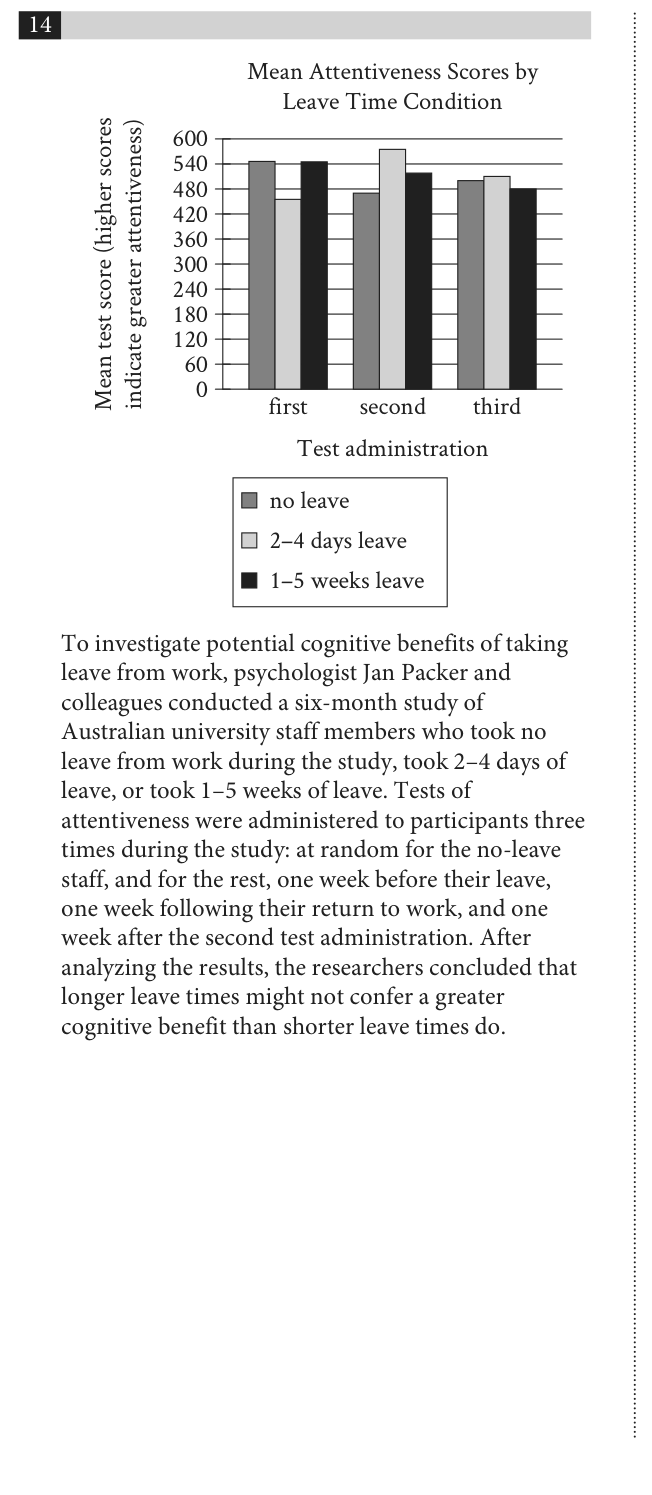 14
Mean Attentiveness Scores by
Leave Time Condition
Mean test score (higher scores
indicate greater attentiveness)
600
540
480
420
360
300
240
180
120
60
0
first second third
Test administration
no leave
2–4 days leave
1–5 weeks leave
To investigate potential cognitive benefits of taking
leave from work, psychologist Jan Packer and
colleagues conducted a six-month study of
Australian university staff members who took no
leave from work during the study, took 2–4 days of
leave, or took 1–5 weeks of leave. Tests of
attentiveness were administered to participants three
times during the study: at random for the no-leave
staff, and for the rest, one week before their leave,
one week following their return to work, and one
week after the second test administration. After
analyzing the results, the researchers concluded that
longer leave times might not confer a greater
cognitive benefit than shorter leave times do.